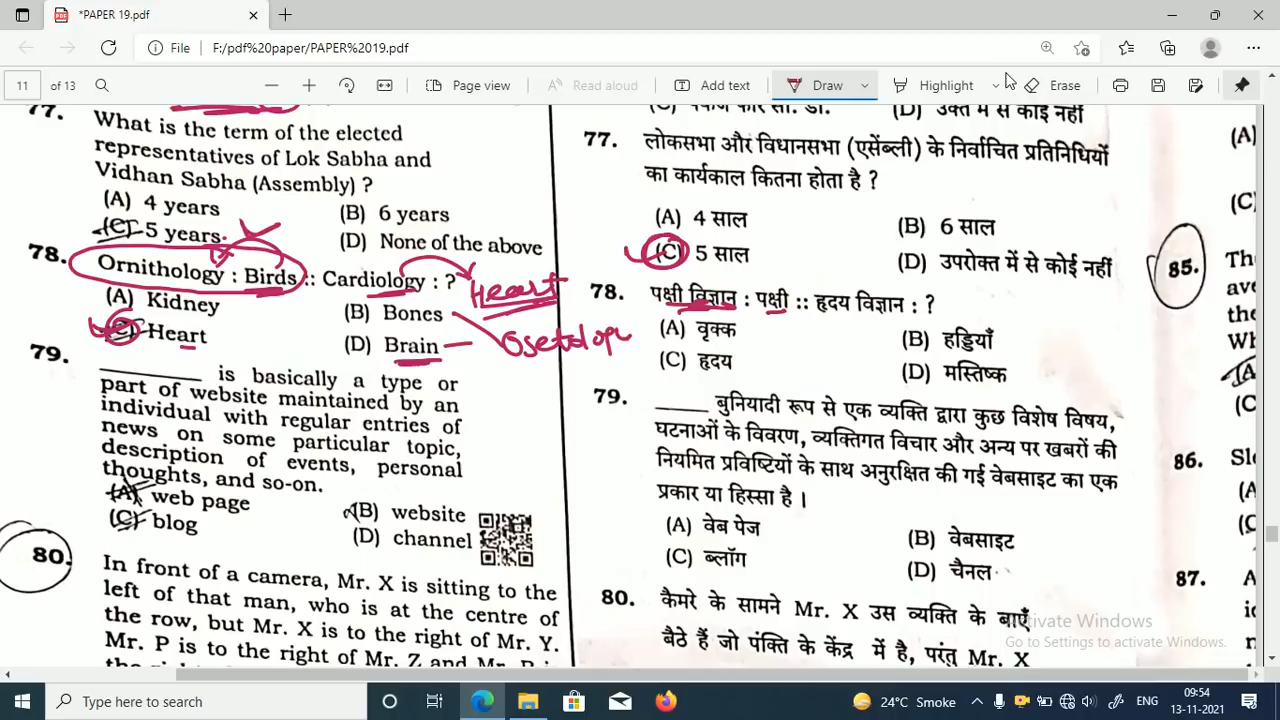 *PAPER 19.pdf
File F:/pdf%20paper/PAPER%2019.pdf
11 of 13 Page view Read aloud Add text Draw Highlight Erase
77.
What is the term of the elected
representatives of Lok Sabha and
Vidhan Sabha (Assembly) ?
(A) 4 years (B) 6 years
(C) 5 years (D) None of the above
78.
Ornithology : Birds :: Cardiology : ?
Heart
(A) Kidney (B) Bones
(C) Heart (D) Brain
79.
_____ is basically a type or
part of website maintained by an
individual with regular entries of
news on some particular topic,
description of events, personal
thoughts, and so-on.
(A) web page (B) website
(C) blog (D) channel
80.
In front of a camera, Mr. X is sitting to the
left of that man, who is at the centre of
the row, but Mr. X is to the right of Mr. Y.
Mr. P is to the right of Mr. Z and Mr.
(D) उक्त में से कोई नहीं
77. लोकसभा और विधानसभा (एसेंब्ली) के निर्वाचित प्रतिनिधियों
का कार्यकाल कितना होता है ?
(A) 4 साल (B) 6 साल
(C) 5 साल (D) उपरोक्त में से कोई नहीं
78. पक्षी विज्ञान : पक्षी :: हृदय विज्ञान : ?
(A) वृक्क (B) हड्डियाँ
(C) हृदय (D) मस्तिष्क
79. ____ बुनियादी रूप से एक व्यक्ति द्वारा कुछ विशेष विषय,
घटनाओं के विवरण, व्यक्तिगत विचार और अन्य पर खबरों की
नियमित प्रविष्टियों के साथ अनुरक्षित की गई वेबसाइट का एक
प्रकार या हिस्सा है ।
(A) वेब पेज (B) वेबसाइट
(C) ब्लॉग (D) चैनल
80. कैमरे के सामने Mr. X उस व्यक्ति के बाएँ
बैठे हैं जो पंक्ति के केंद्र में है, परंतु Mr. X
(A)
(C)
85. Th
ave
the
Wh
(A
(C
86. Sl
(A
(C
87. A
Activate Windows
Go to Settings to activate Windows.
Type here to search
24°C Smoke
ENG
09:54
13-11-2021